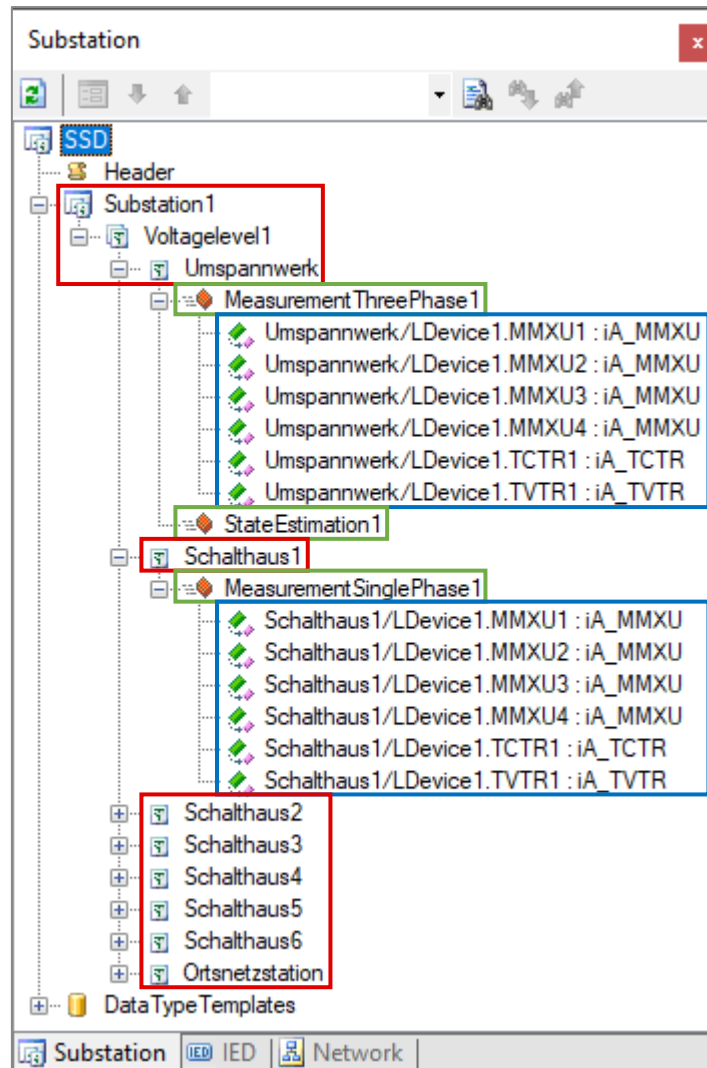 Substation
x
SSD
Header
Substation1
Voltagelevel1
Umspannwerk
MeasurementThreePhase1
Umspannwerk/LDevice1.MMXU1 : iA_MMXU
Umspannwerk/LDevice1.MMXU2 : iA_MMXU
Umspannwerk/LDevice1.MMXU3 : iA_MMXU
Umspannwerk/LDevice1.MMXU4 : iA_MMXU
Umspannwerk/LDevice1.TCTR1 : iA_TCTR
Umspannwerk/LDevice1.TVTR1 : iA_TVTR
StateEstimation1
Schalthaus1
MeasurementSinglePhase1
Schalthaus1/LDevice1.MMXU1 : iA_MMXU
Schalthaus1/LDevice1.MMXU2 : iA_MMXU
Schalthaus1/LDevice1.MMXU3 : iA_MMXU
Schalthaus1/LDevice1.MMXU4 : iA_MMXU
Schalthaus1/LDevice1.TCTR1 : iA_TCTR
Schalthaus1/LDevice1.TVTR1 : iA_TVTR
Schalthaus2
Schalthaus3
Schalthaus4
Schalthaus5
Schalthaus6
Ortsnetzstation
DataTypeTemplates
Substation IED IED Network